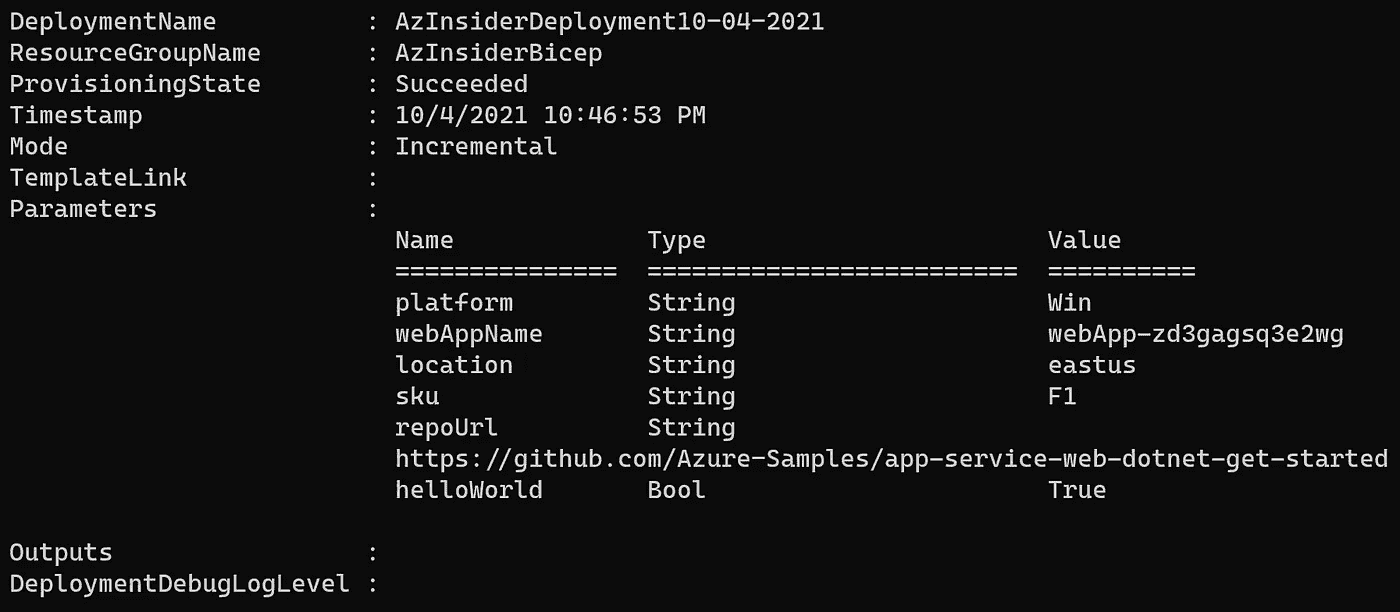 DeploymentName          : AzInsiderDeployment10-04-2021
ResourceGroupName       : AzInsiderBicep
ProvisioningState       : Succeeded
Timestamp               : 10/4/2021 10:46:53 PM
Mode                    : Incremental
TemplateLink            :
Parameters              :
                          Name             Type                       Value
                          ===============  =========================  ==========
                          platform         String                     Win
                          webAppName       String                     webApp-zd3gagsq3e2wg
                          location         String                     eastus
                          sku              String                     F1
                          repoUrl          String
                          https://github.com/Azure-Samples/app-service-web-dotnet-get-started
                          helloWorld       Bool                       True

Outputs                 :
DeploymentDebugLogLevel :